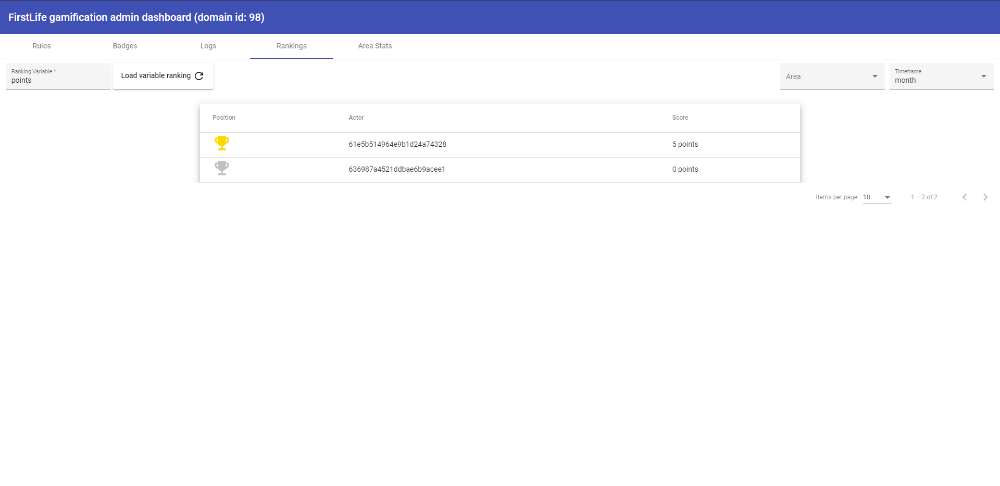 FirstLife gamification admin dashboard (domain id: 98)
Rules Badges Logs Rankings Area Stats
Ranking Variable *
points
Load variable ranking
Area
Timeframe
month
Position Actor Score
61e5b514964e9b1d24a74328 5 points
636987a4521ddbae6b9acee1 0 points
Items per page: 10 1 – 2 of 2